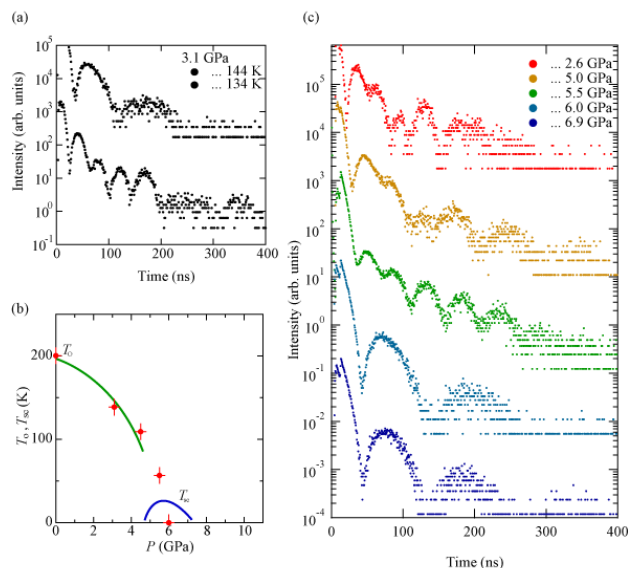 (a)
3.1 GPa
... 144 K
... 134 K
Intensity (arb. units)
10^5
10^4
10^3
10^2
10^1
10^0
10^-1
0 100 200 300 400
Time (ns)
(b)
T_o, T_sc (K)
200
100
0
T_o
T_sc
0 2 4 6 8 10
P (GPa)
(c)
... 2.6 GPa
... 5.0 GPa
... 5.5 GPa
... 6.0 GPa
... 6.9 GPa
Intensity (arb. units)
10^5
10^4
10^3
10^2
10^1
10^0
10^-1
10^-2
10^-3
10^-4
0 100 200 300 400
Time (ns)